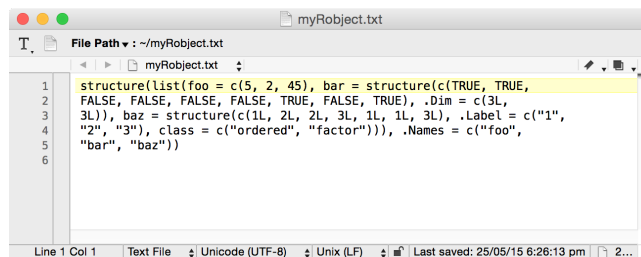 myRobject.txt
T. File Path ▾ : ~/myRobject.txt
myRobject.txt
1 structure(list(foo = c(5, 2, 45), bar = structure(c(TRUE, TRUE,
2 FALSE, FALSE, FALSE, FALSE, TRUE, FALSE, TRUE), .Dim = c(3L,
3 3L)), baz = structure(c(1L, 2L, 2L, 3L, 1L, 1L, 3L), .Label = c("1",
4 "2", "3"), class = c("ordered", "factor"))), .Names = c("foo",
5 "bar", "baz"))
6
Line 1 Col 1 Text File Unicode (UTF-8) Unix (LF) Last saved: 25/05/15 6:26:13 pm 2...